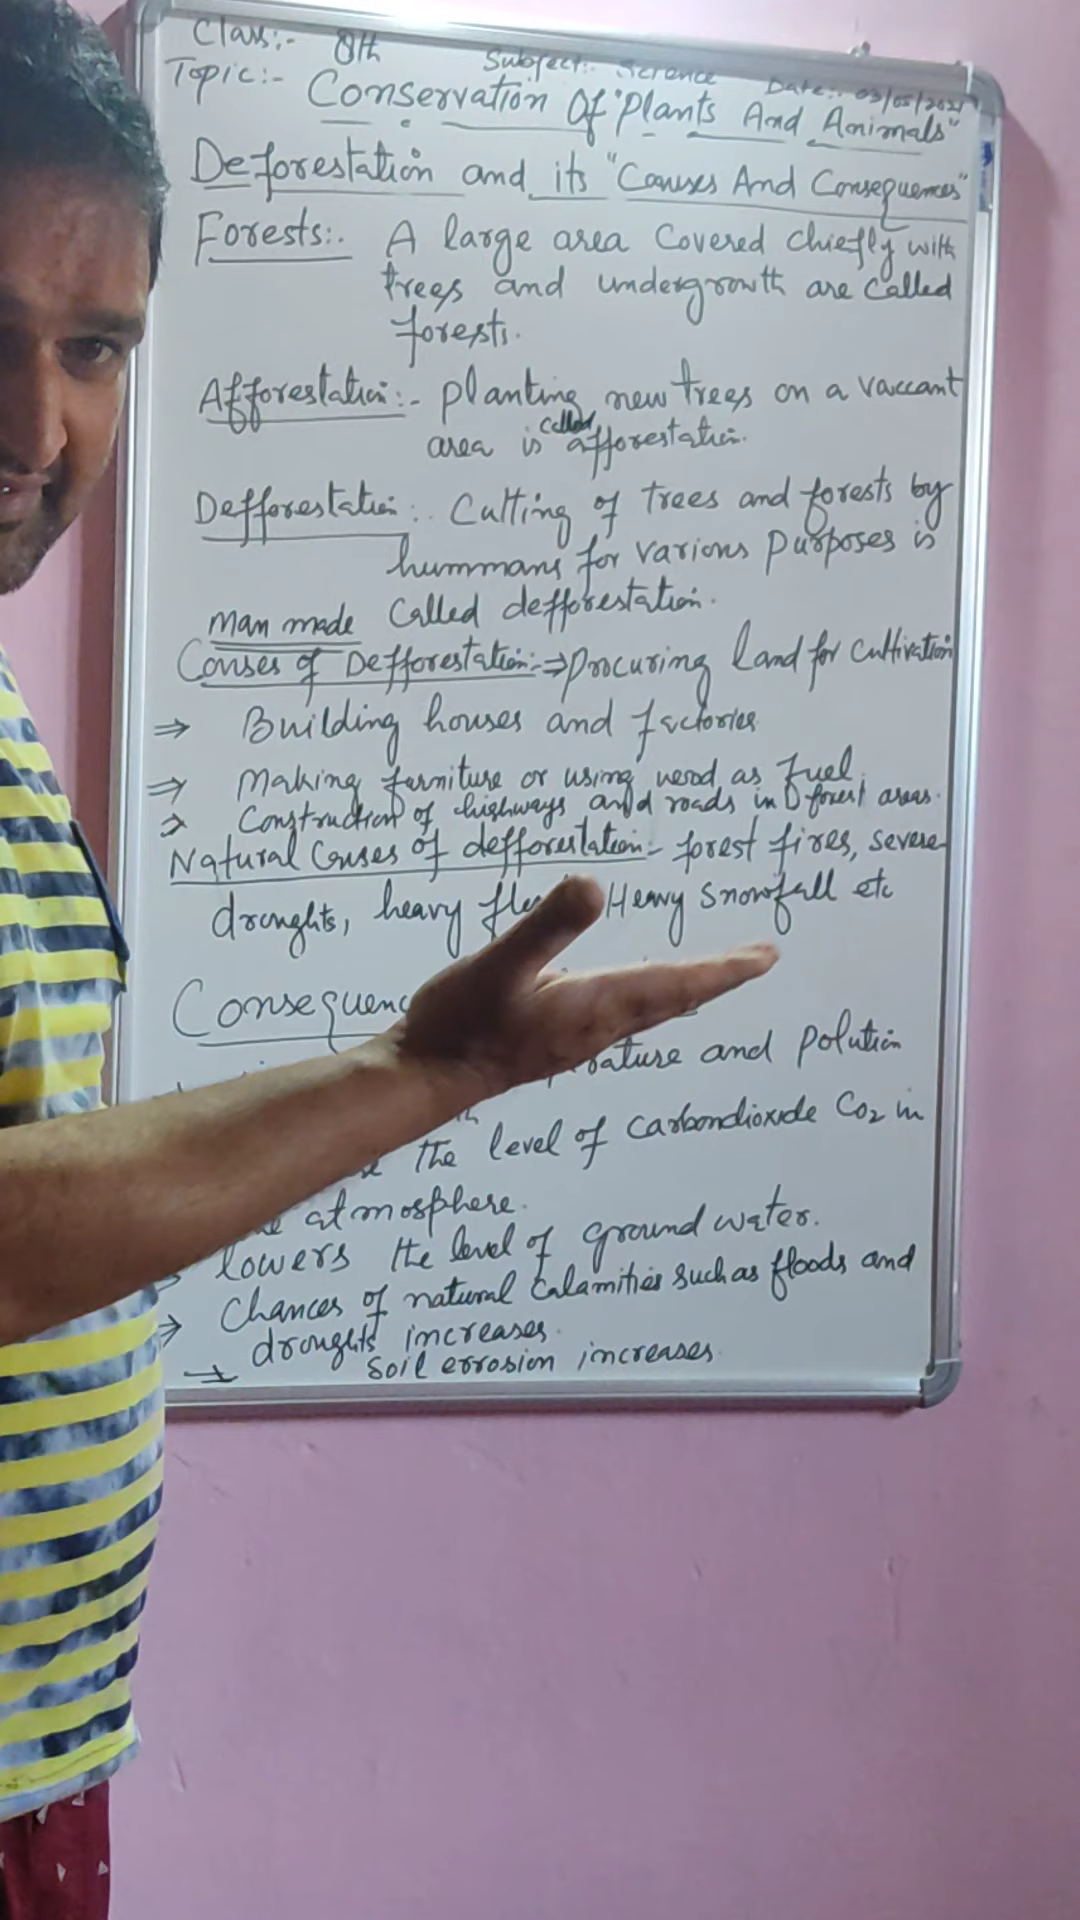 Class:- 8th Subject:- Science Date:- 03/05/2021
Topic:- Conservation Of "Plants And Animals"
Deforestation and its "Causes And Consequences"
Forests:. A large area Covered chiefly with
trees and undergrowth are called
forests.
Afforestation:- Planting new trees on a vaccant
area is called afforestation.
Defforestation:. Cutting of trees and forests by
hummans for various purposes is
Called defforestation.
Man made
Causes of Defforestation:-⇒ Procuring land for Cultivation
⇒ Building houses and factories
⇒ Making furniture or using wood as fuel.
⇒ Construction of highways and roads in forest areas.
Natural Causes of defforestation- forest fires, severe
droughts, heavy Heavy snowfall etc
and polution
the level of Carbondioxide CO2 in
atmosphere.
lowers the level of ground water.
⇒ Chances of natural Calamities such as floods and
droughts increases.
→ Soil errosion increases.